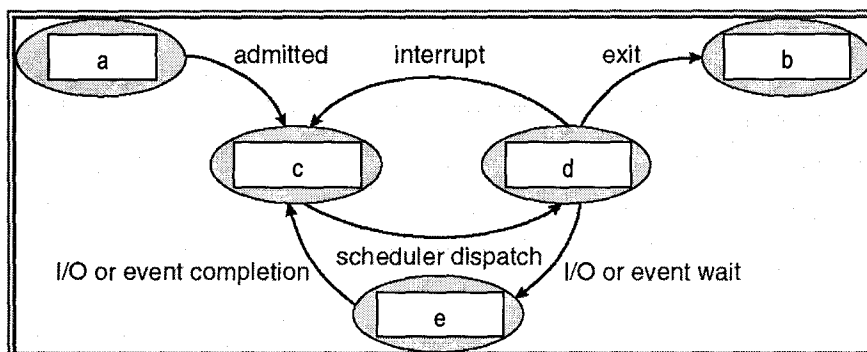 a
admitted
interrupt
exit
b
c
d
I/O or event completion
scheduler dispatch
I/O or event wait
e